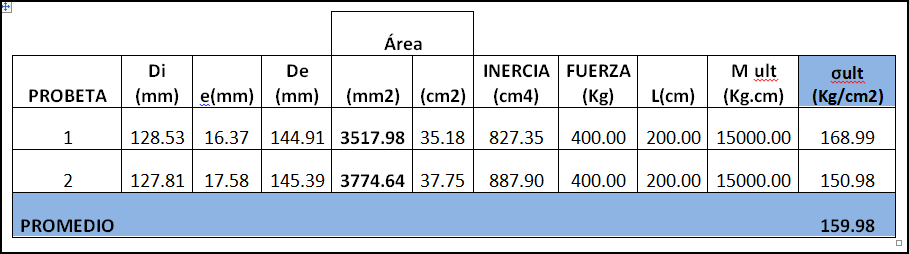 Área
PROBETA Di (mm) e(mm) De (mm) (mm2) (cm2) INERCIA (cm4) FUERZA (Kg) L(cm) M ult (Kg.cm) σult (Kg/cm2)
1 128.53 16.37 144.91 3517.98 35.18 827.35 400.00 200.00 15000.00 168.99
2 127.81 17.58 145.39 3774.64 37.75 887.90 400.00 200.00 15000.00 150.98
PROMEDIO 159.98